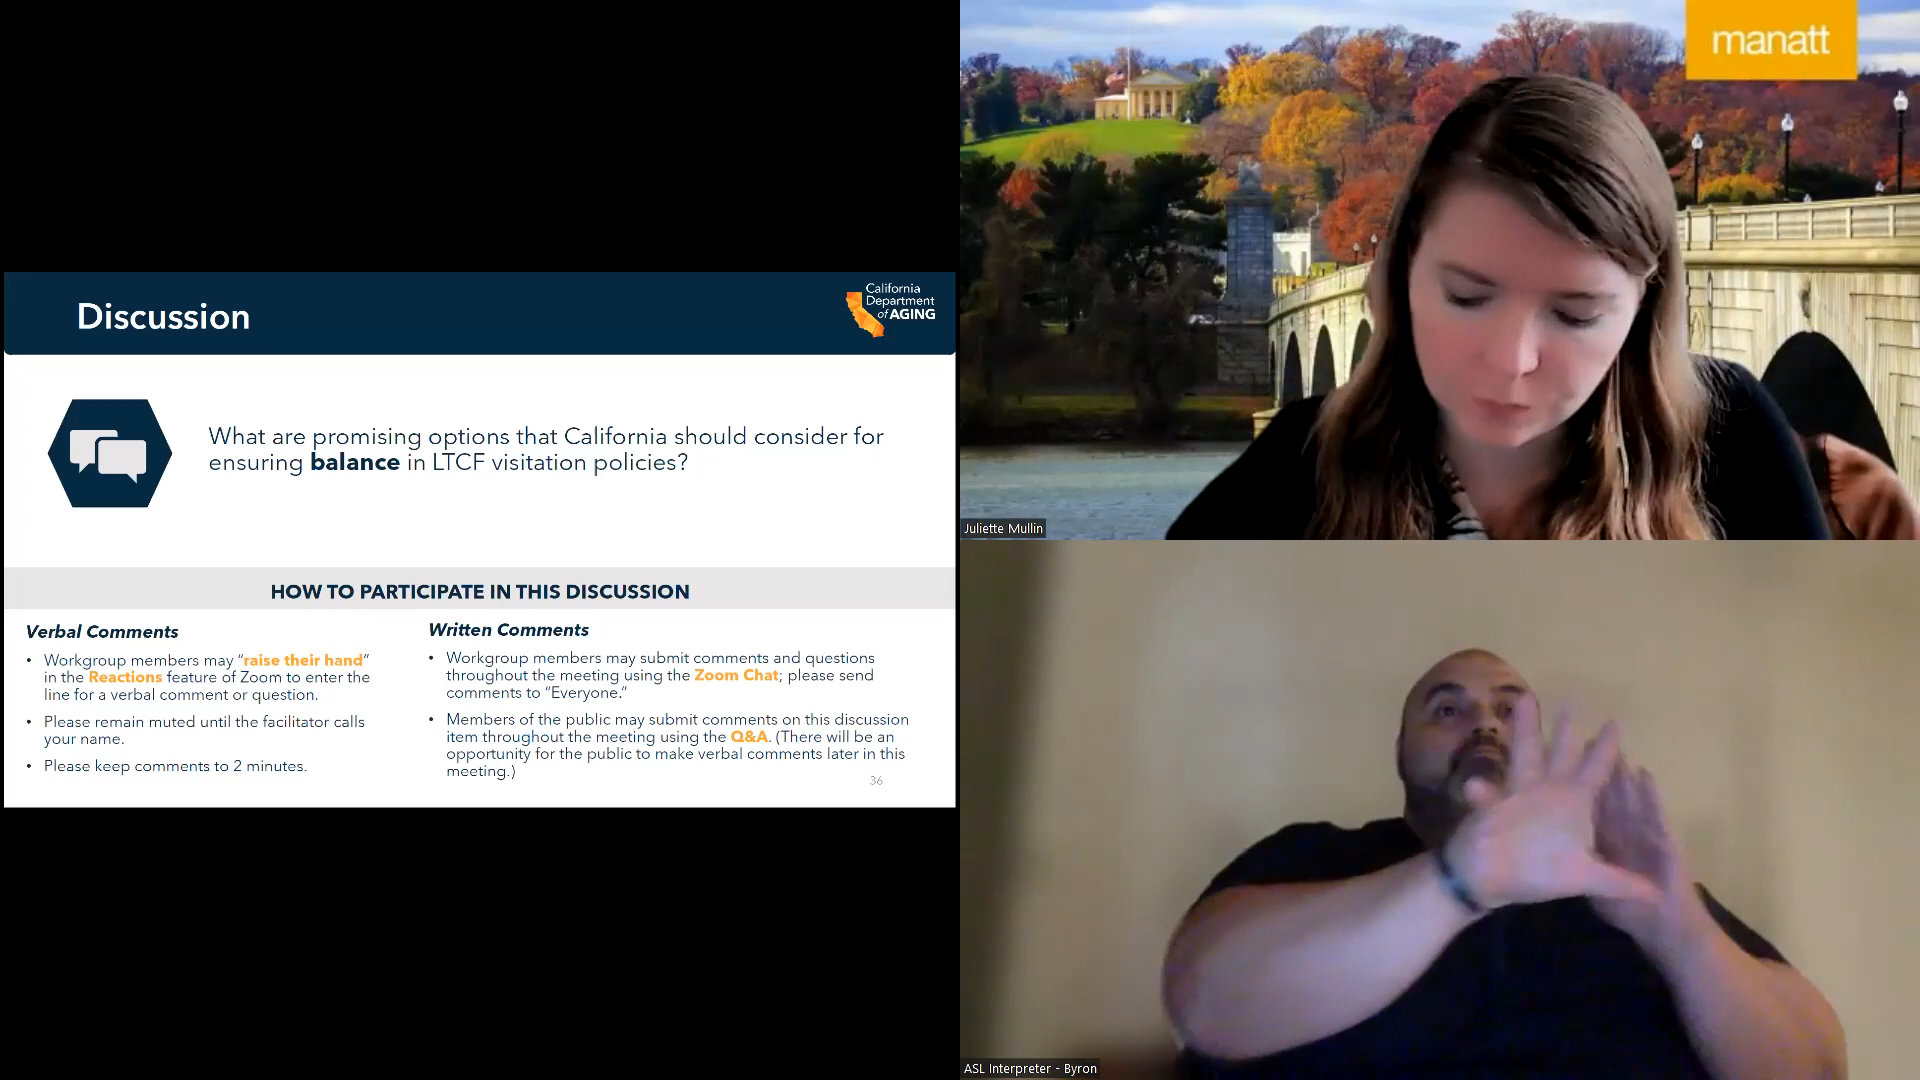 Discussion
California
Department
of AGING
What are promising options that California should consider for
ensuring balance in LTCF visitation policies?
HOW TO PARTICIPATE IN THIS DISCUSSION
Verbal Comments
• Workgroup members may “raise their hand”
in the Reactions feature of Zoom to enter the
line for a verbal comment or question.
• Please remain muted until the facilitator calls
your name.
• Please keep comments to 2 minutes.
Written Comments
• Workgroup members may submit comments and questions
throughout the meeting using the Zoom Chat; please send
comments to “Everyone.”
• Members of the public may submit comments on this discussion
item throughout the meeting using the Q&A. (There will be an
opportunity for the public to make verbal comments later in this
meeting.)
36
manatt
Juliette Mullin
ASL Interpreter - Byron